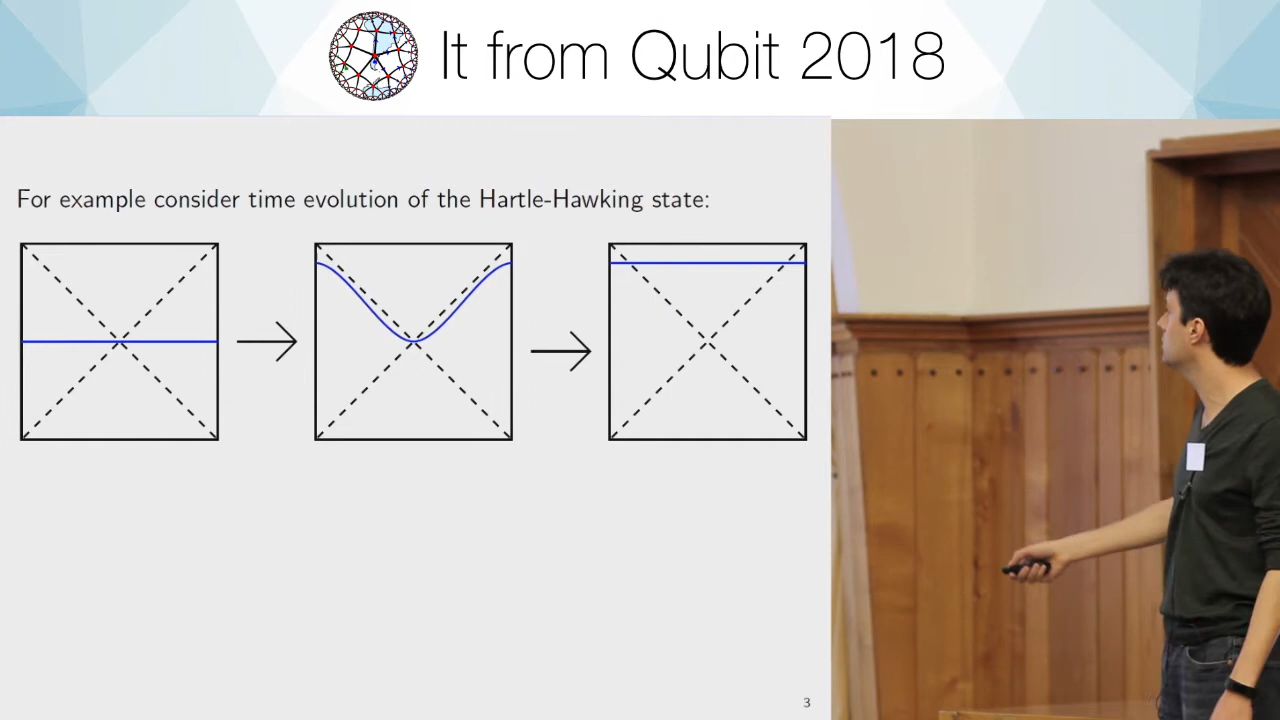 It from Qubit 2018
For example consider time evolution of the Hartle-Hawking state:
3